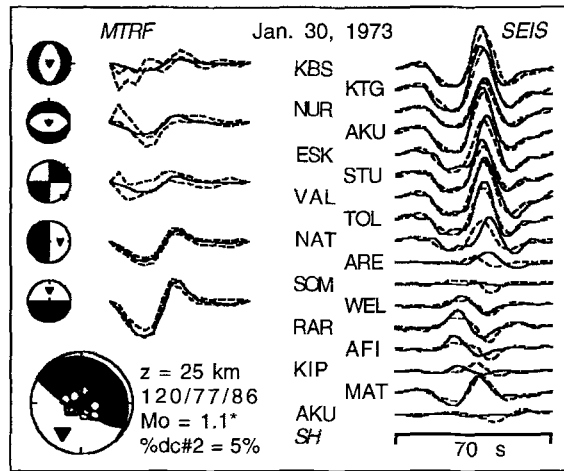 MTRF Jan. 30, 1973 SEIS
KBS
KTG
NUR
AKU
ESK
STU
VAL
TOL
NAT
ARE
SOM
WEL
RAR
AFI
KIP
MAT
AKU
SH
70 s
z = 25 km
120/77/86
Mo = 1.1*
%dc#2 = 5%